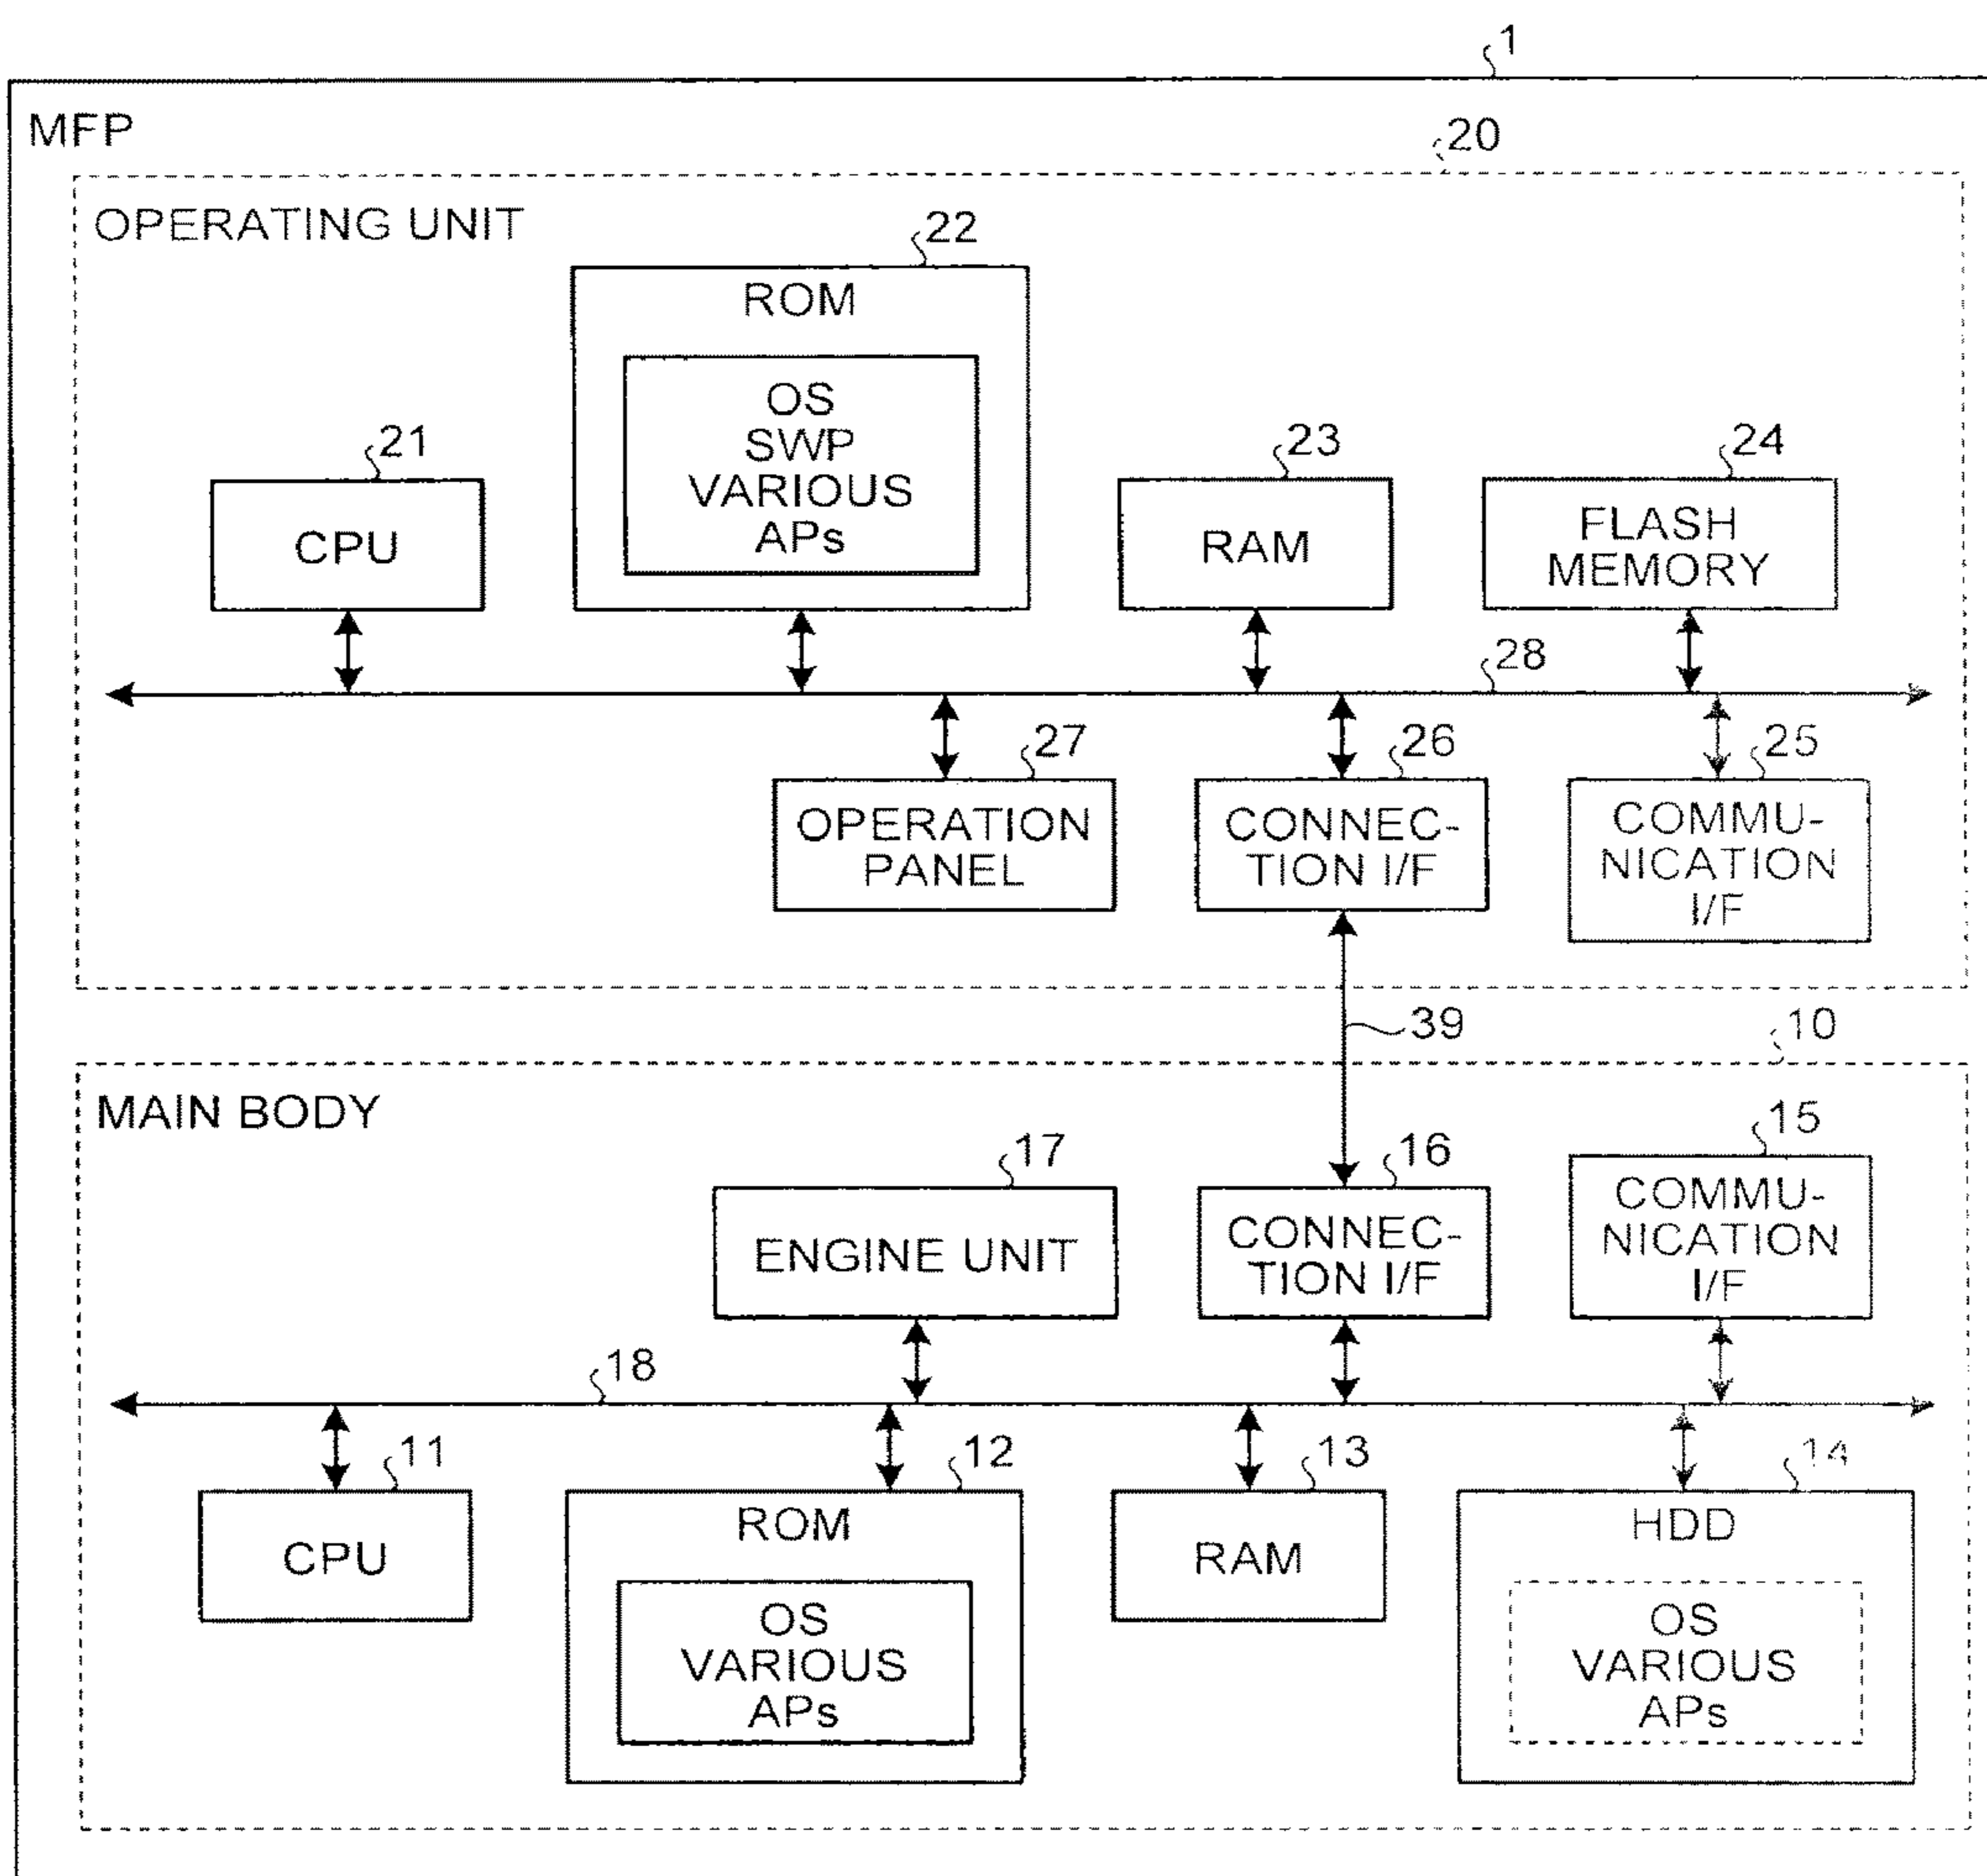 1
MFP
20
OPERATING UNIT
22
ROM
OS
SWP
VARIOUS
APs
21
CPU
23
RAM
24
FLASH
MEMORY
28
27
OPERATION
PANEL
26
CONNEC-
TION I/F
25
COMMU-
NICATION
I/F
39
10
MAIN BODY
17
ENGINE UNIT
16
CONNEC-
TION I/F
15
COMMU-
NICATION
I/F
18
11
CPU
12
ROM
OS
VARIOUS
APs
13
RAM
14
HDD
OS
VARIOUS
APs